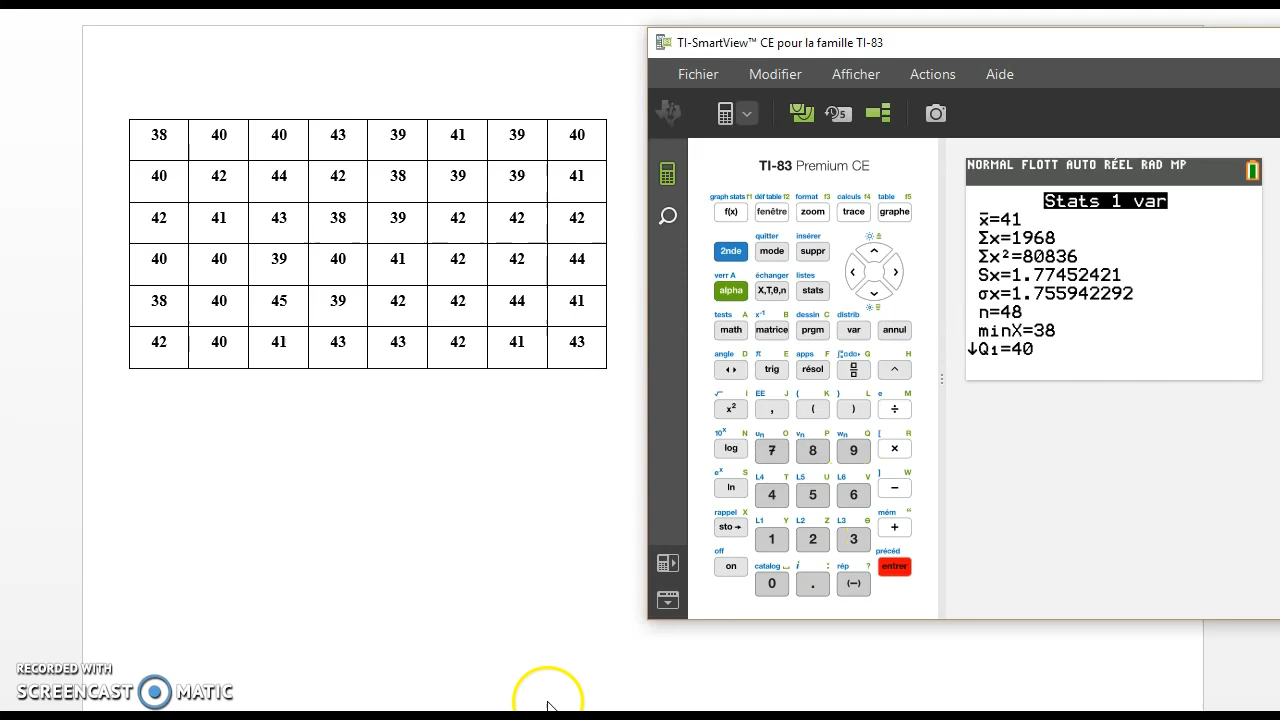 TI-SmartView™ CE pour la famille TI-83
Fichier Modifier Afficher Actions Aide
38 40 40 43 39 41 39 40
40 42 44 42 38 39 39 41
42 41 43 38 39 42 42 42
40 40 39 40 41 42 42 44
38 40 45 39 42 42 44 41
42 40 41 43 43 42 41 43
TI-83 Premium CE
graph stats f1 déf table f2 format f3 calculs f4 table f5
f(x) fenêtre zoom trace graphe
quitter insérer
2nde mode suppr
verr A échanger listes
alpha X,T,θ,n stats
tests A x⁻¹ B dessin C distrib
math matrice prgm var annul
angle D π E apps F G H
trig résol ^
√ I EE J ( K ) L e M
x² , ( ) ÷
10ˣ N uₙ O vₙ P wₙ Q [ R
log 7 8 9 ×
eˣ S L4 T L5 U L6 V ] W
ln 4 5 6 −
rappel X L1 Y L2 Z L3 θ mém "
sto→ 1 2 3 +
off catalog i : rép ? précéd
on 0 . (−) entrer
NORMAL FLOTT AUTO RÉEL RAD MP
Stats 1 var
x̄=41
Σx=1968
Σx²=80836
Sx=1.77452421
σx=1.755942292
n=48
minX=38
↓Q₁=40
RECORDED WITH
SCREENCAST MATIC